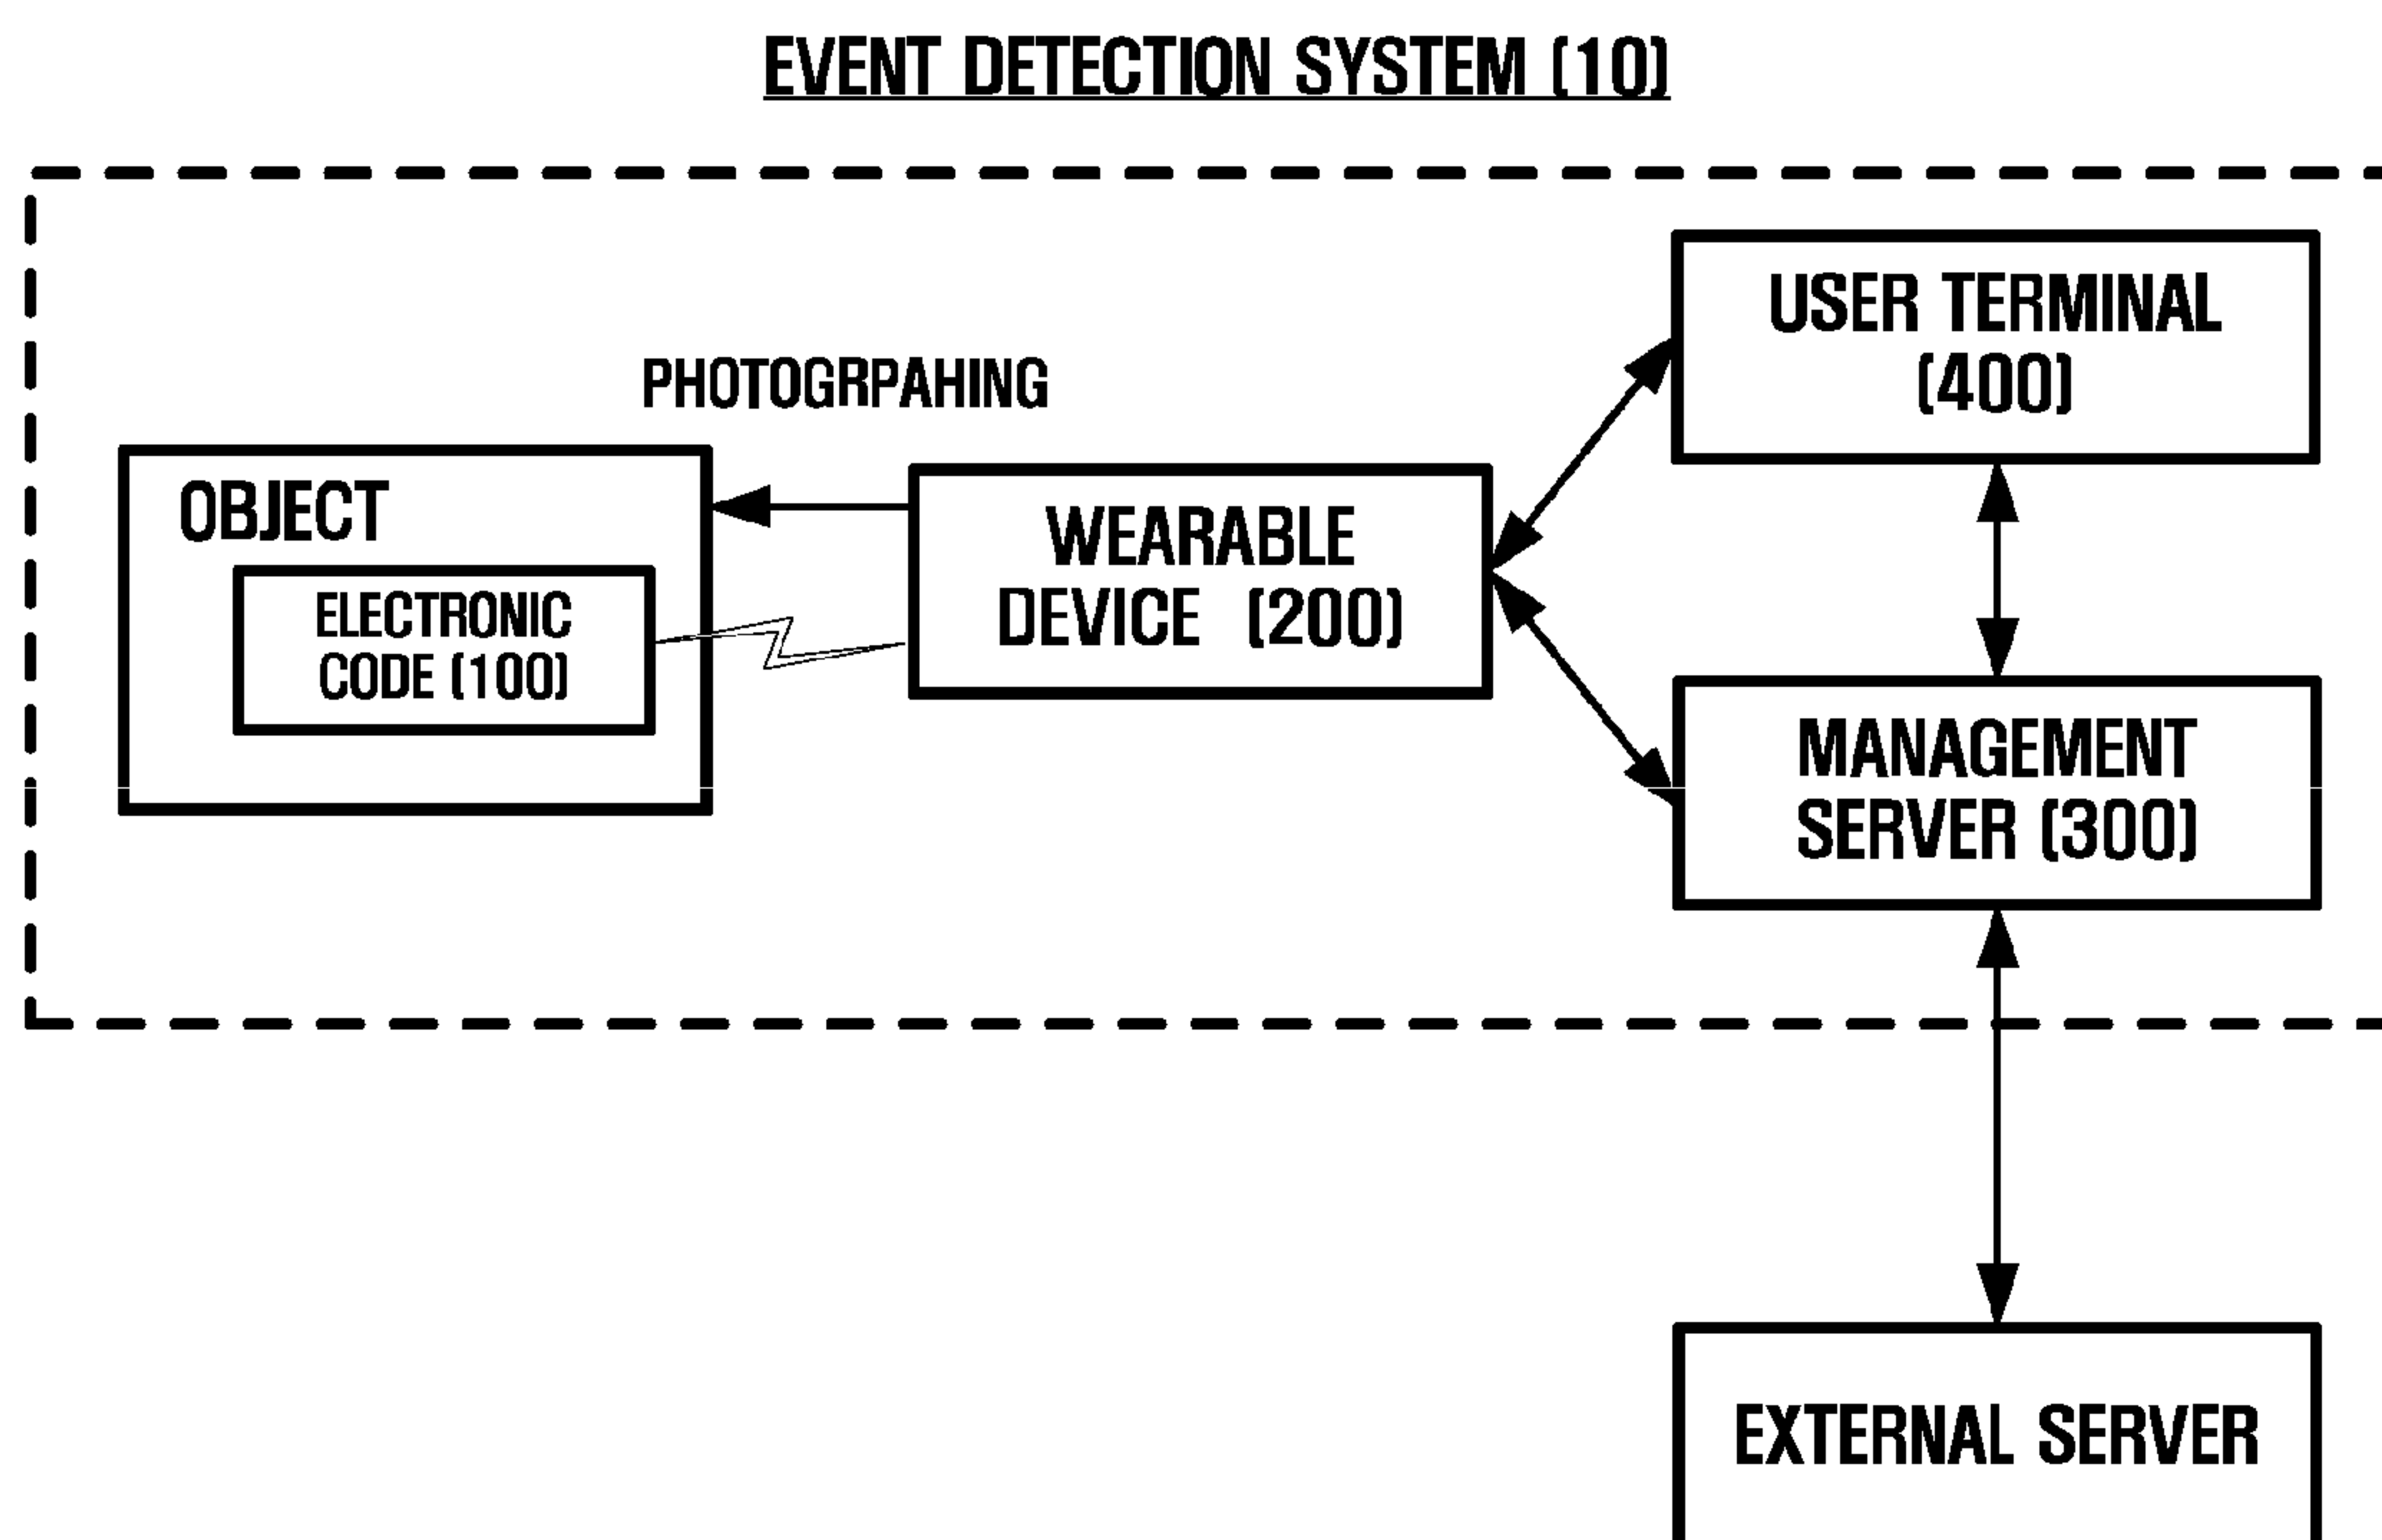 EVENT DETECTION SYSTEM (10)
PHOTOGRPAHING
OBJECT
ELECTRONIC
CODE (100)
WEARABLE
DEVICE (200)
USER TERMINAL
(400)
MANAGEMENT
SERVER (300)
EXTERNAL SERVER